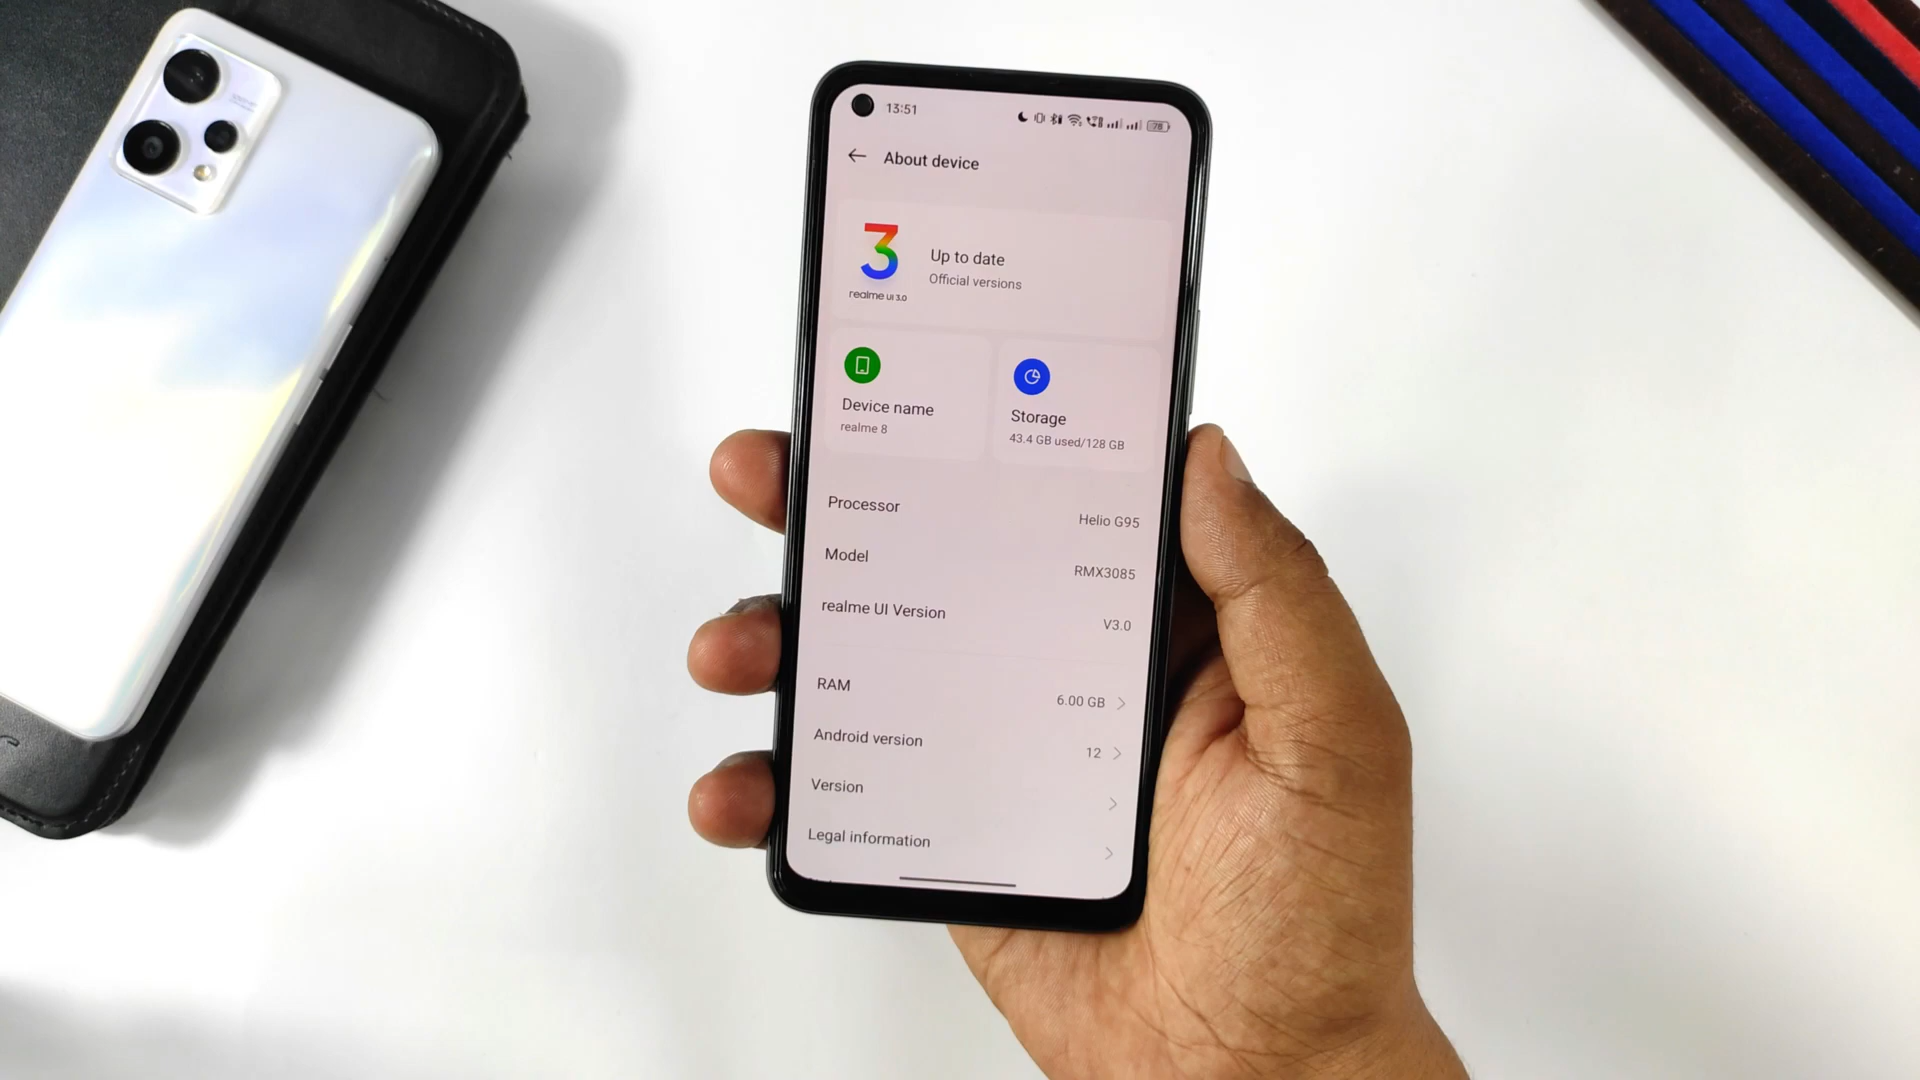 13:51
78
About device
3
realme UI 3.0
Up to date
Official versions
Device name
realme 8
Storage
43.4 GB used/128 GB
Processor
Helio G95
Model
RMX3085
realme UI Version
V3.0
RAM
6.00 GB
Android version
12
Version
Legal information